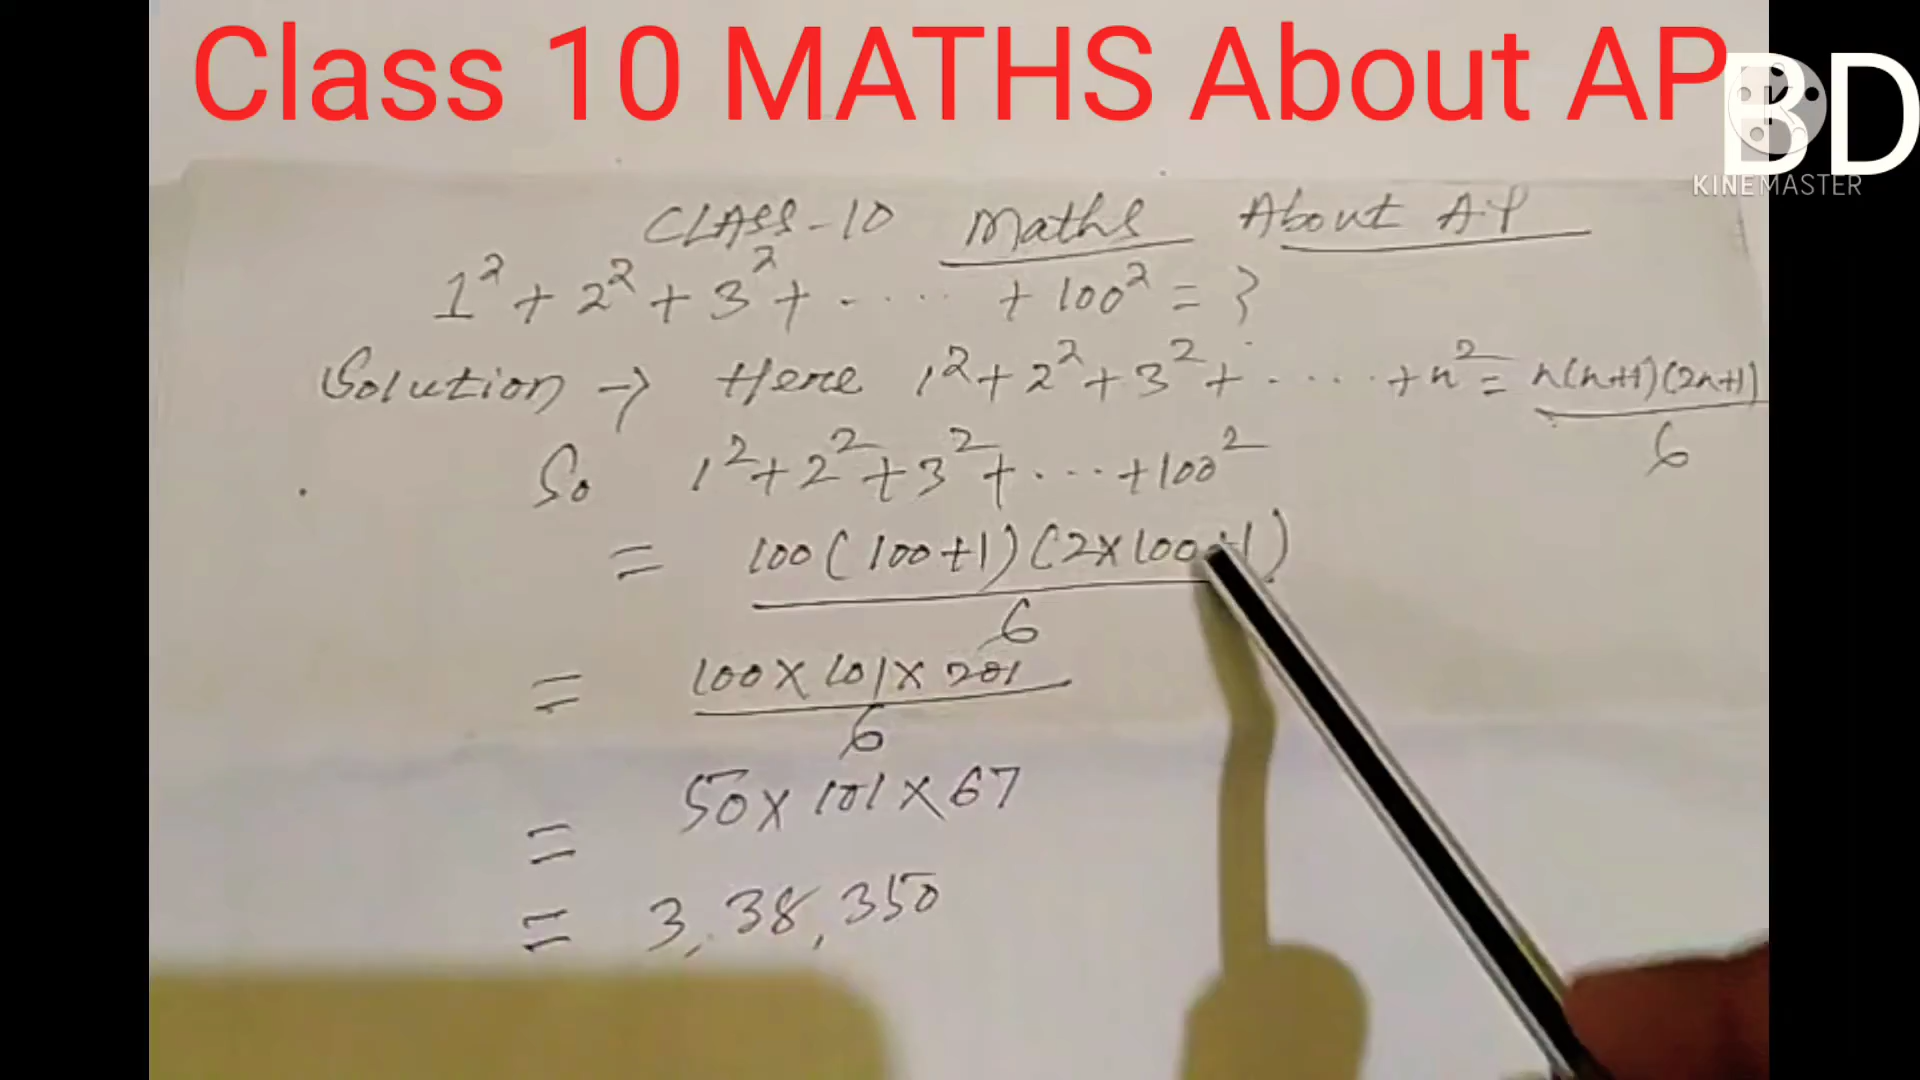 Class 10 MATHS About AP
BD
KINEMASTER
CLASS-10 Maths About A.P
1² + 2² + 3² + ..... + 100² = ?
Solution → Here 1² + 2² + 3² + ..... + n² = n(n+1)(2n+1)
6
So 1² + 2² + 3² + ... + 100²
= 100(100+1)(2×100+1)
6
= 100×101×201
6
= 50×101×67
= 3,38,350